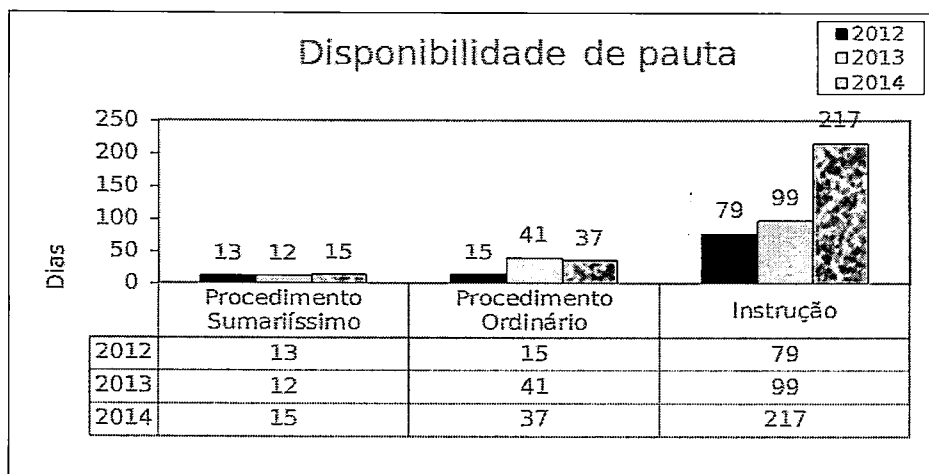 Disponibilidade de pauta
2012
2013
2014
Dias
250
200
150
100
50
0
13 12 15
15 41 37
79 99 217
Procedimento
Sumariíssimo
Procedimento
Ordinário
Instrução
2012 13 15 79
2013 12 41 99
2014 15 37 217